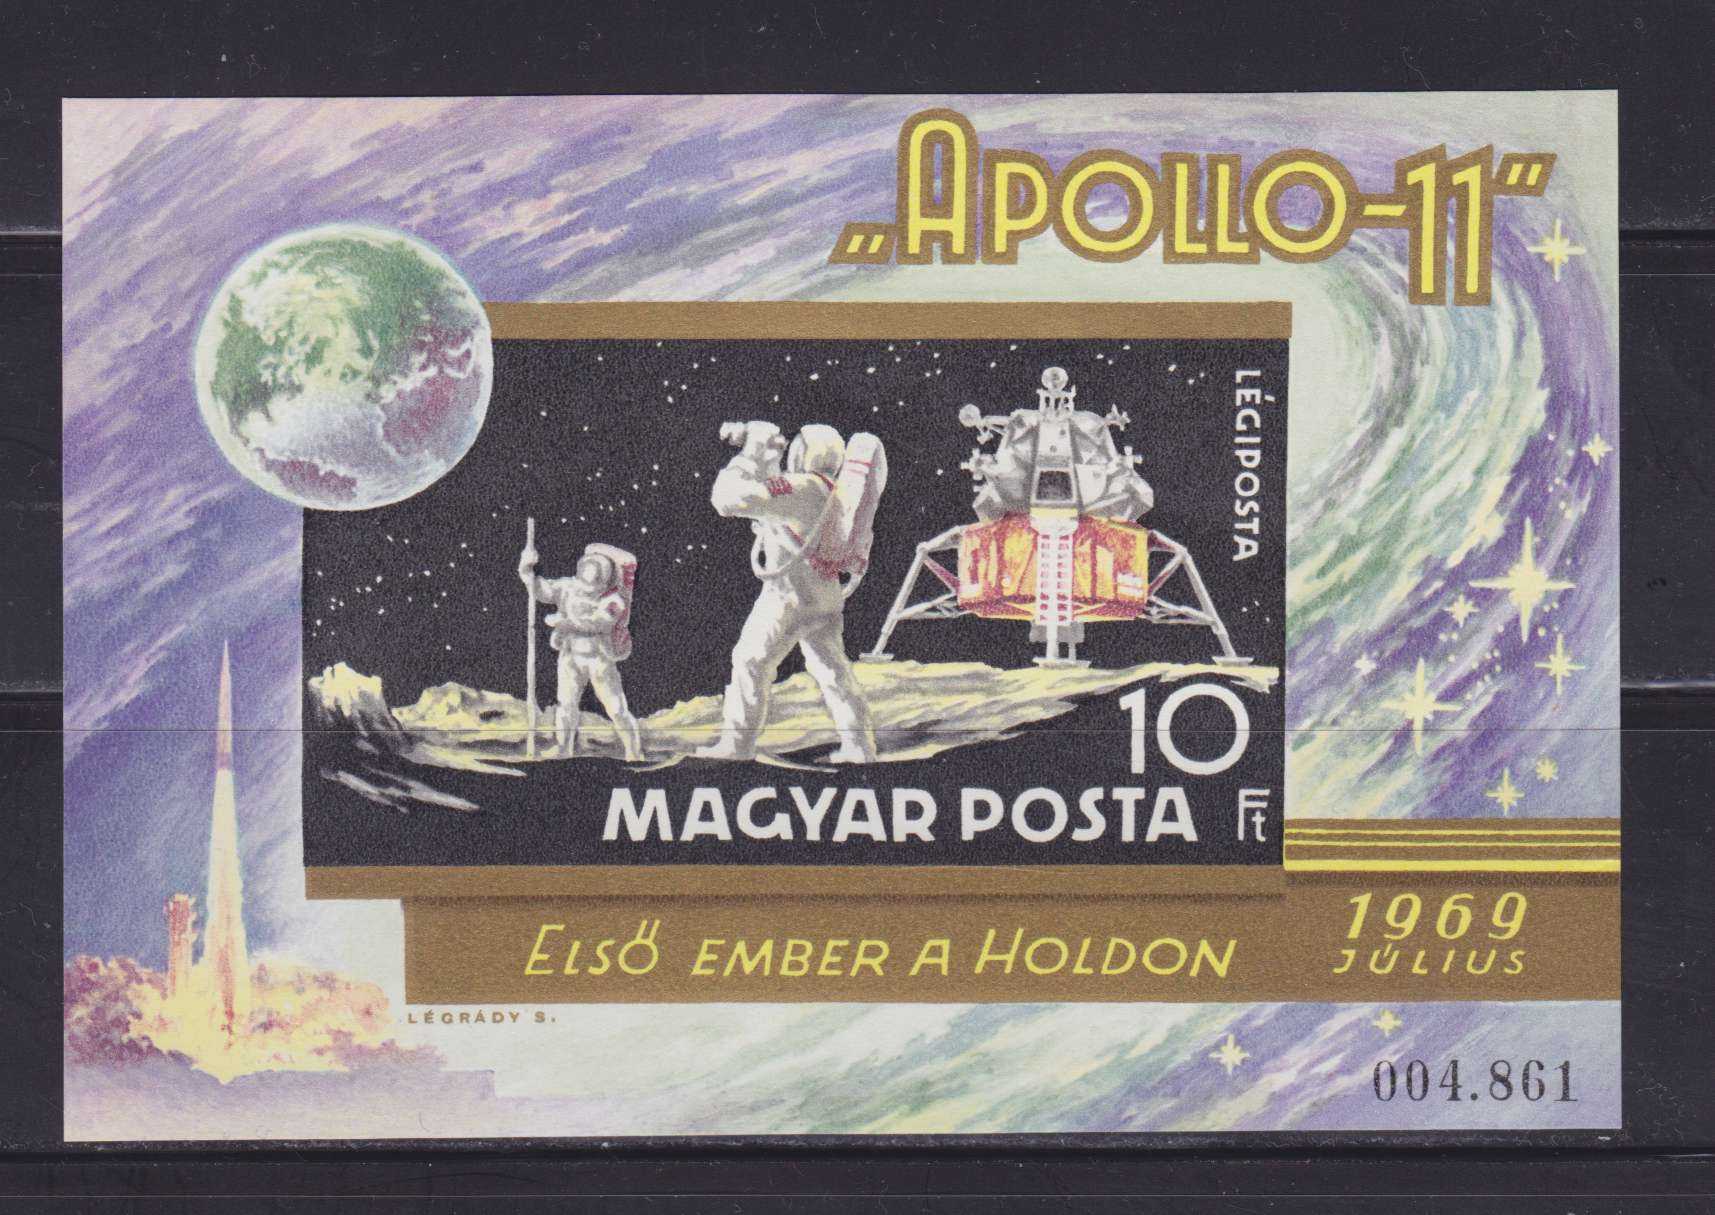 „APOLLO-11”
LÉGIPOSTA
10
Ft
MAGYAR POSTA
ELSŐ EMBER A HOLDON
1969
JÚLIUS
LÉGRÁDY S.
004.861